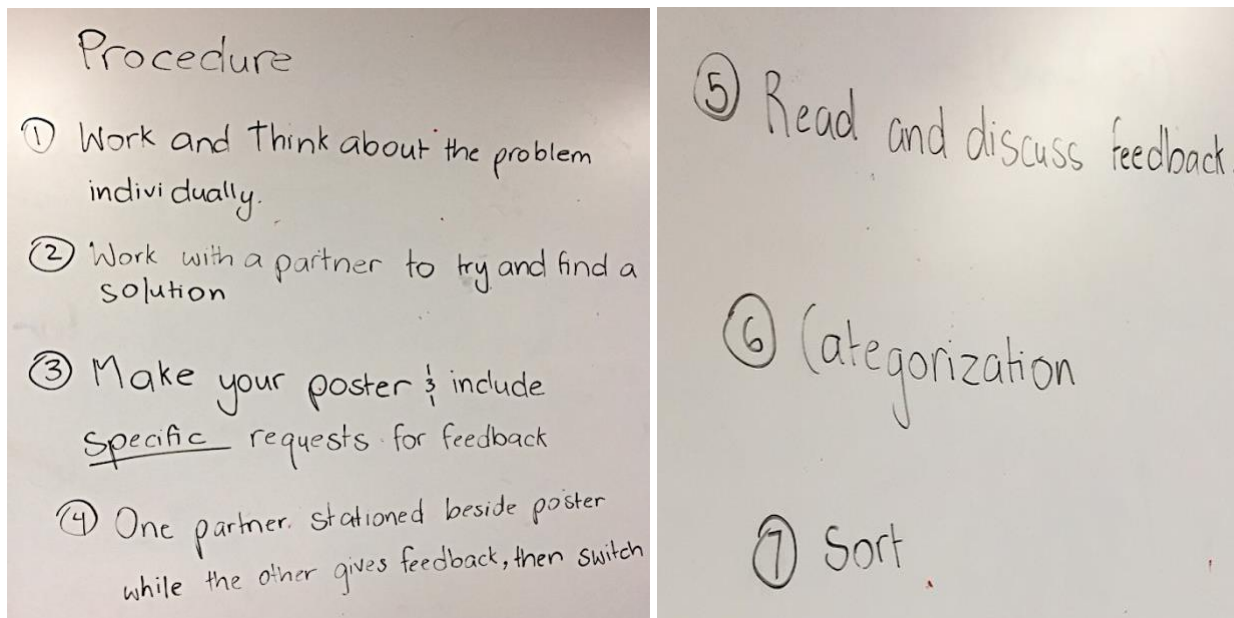 Procedure
① Work and Think about the problem
individually.
② Work with a partner to try and find a
solution
③ Make your poster & include
specific requests for feedback
④ One partner stationed beside poster
while the other gives feedback, then switch
⑤ Read and discuss feedback.
⑥ Categorization
⑦ Sort